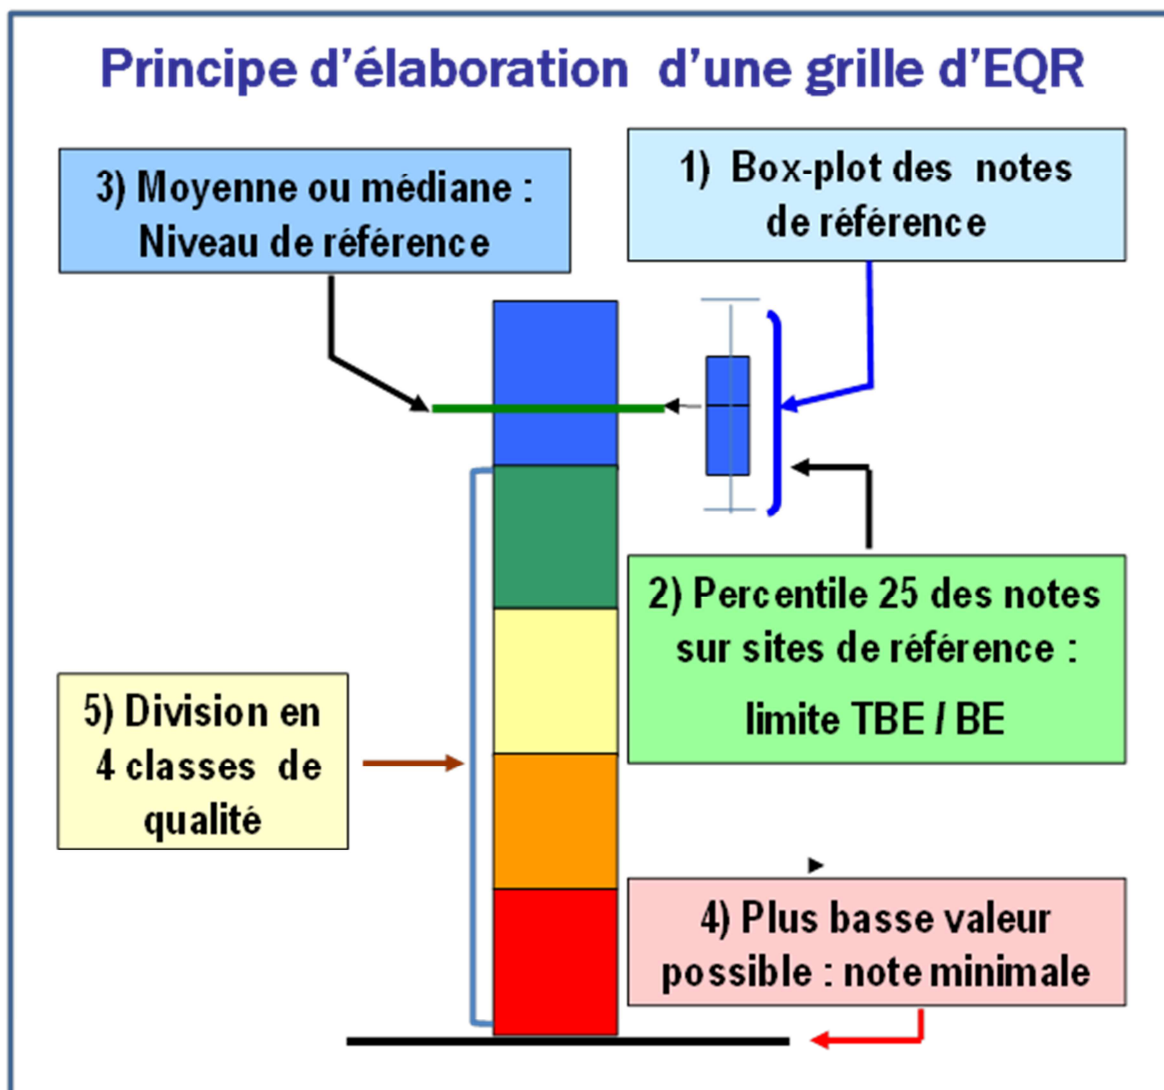 Principe d'élaboration d'une grille d'EQR
3) Moyenne ou médiane :
Niveau de référence
1) Box-plot des notes
de référence
2) Percentile 25 des notes
sur sites de référence :
limite TBE / BE
5) Division en
4 classes de
qualité
4) Plus basse valeur
possible : note minimale